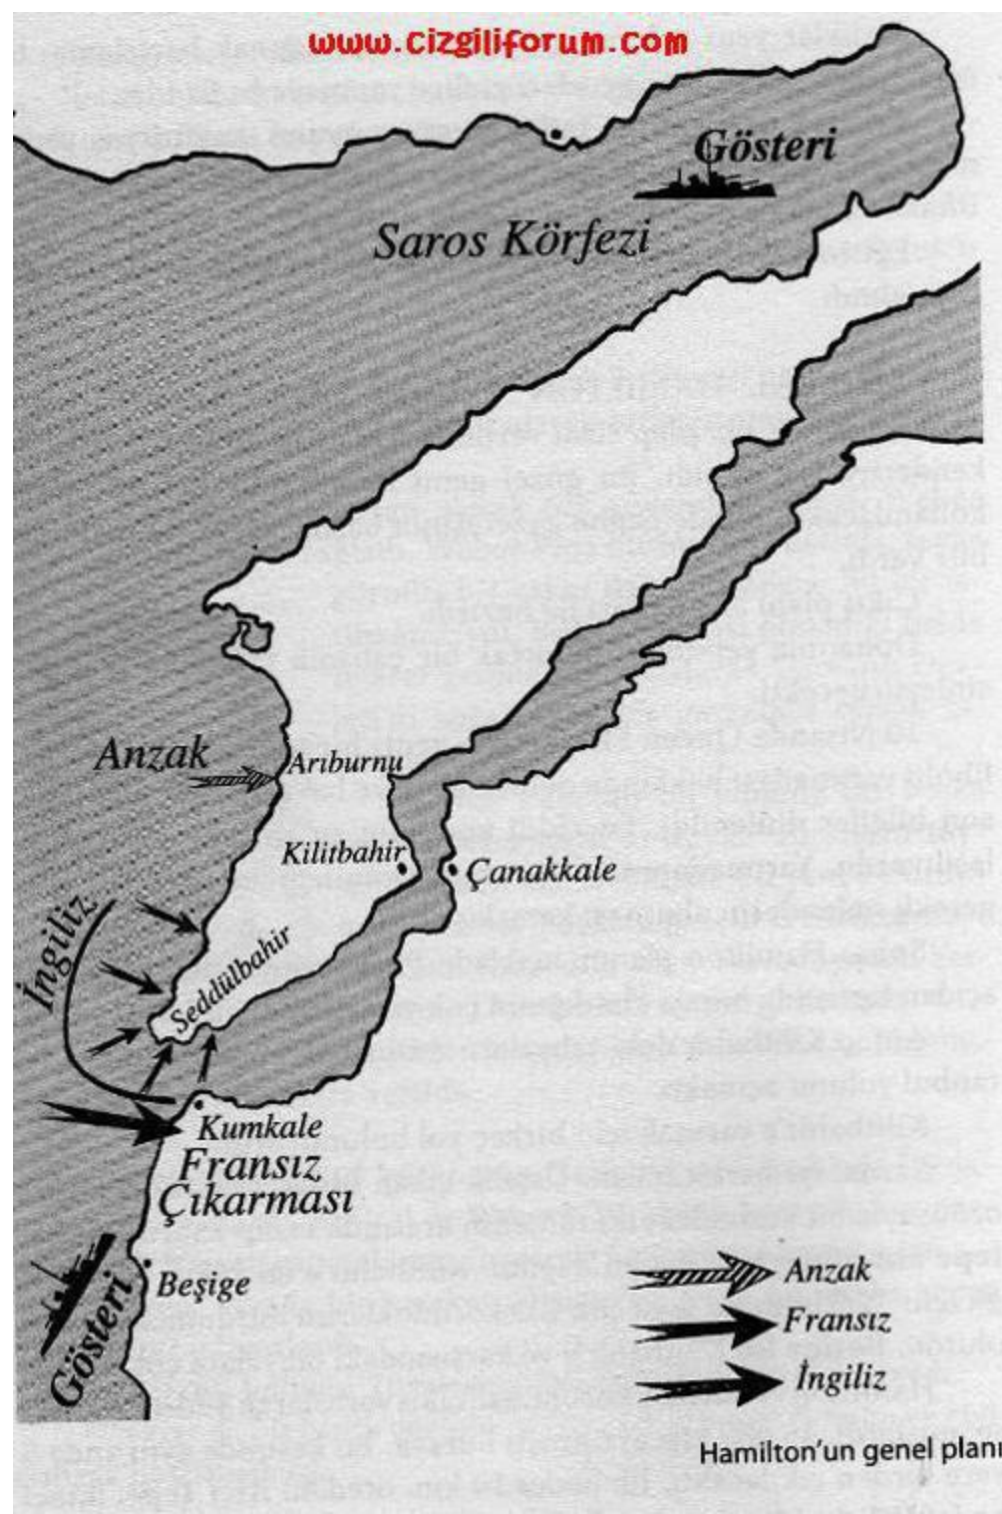 www.cizgiliforum.com
Gösteri
Saros Körfezi
Anzak
Arıburnu
Kilitbahir
Çanakkale
İngiliz
Seddülbahir
Kumkale
Fransız
Çıkarması
Beşige
Gösteri
Anzak
Fransız
İngiliz
Hamilton'un genel planı